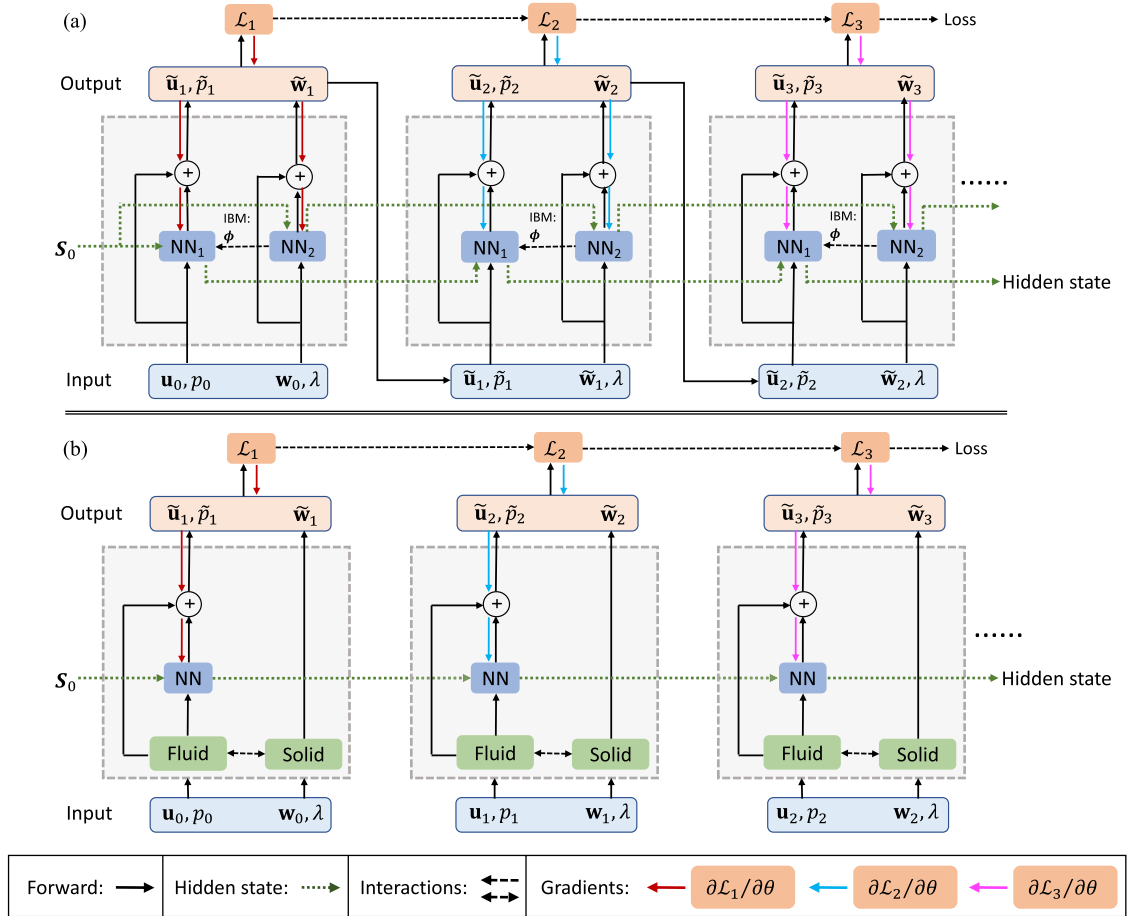 (a)
ℒ₁ ℒ₂ ℒ₃ Loss
Output ũ₁, p̃₁ w̃₁ ũ₂, p̃₂ w̃₂ ũ₃, p̃₃ w̃₃
+ + + + + +
......
IBM: IBM: IBM:
ϕ ϕ ϕ
S₀ NN₁ NN₂ NN₁ NN₂ NN₁ NN₂
Hidden state
Input u₀, p₀ w₀, λ ũ₁, p̃₁ w̃₁, λ ũ₂, p̃₂ w̃₂, λ
(b)
ℒ₁ ℒ₂ ℒ₃ Loss
Output ũ₁, p̃₁ w̃₁ ũ₂, p̃₂ w̃₂ ũ₃, p̃₃ w̃₃
+ + +
......
S₀ NN NN NN Hidden state
Fluid Solid Fluid Solid Fluid Solid
Input u₀, p₀ w₀, λ u₁, p₁ w₁, λ u₂, p₂ w₂, λ
Forward: Hidden state: Interactions: Gradients: ∂ℒ₁/∂θ ∂ℒ₂/∂θ ∂ℒ₃/∂θ